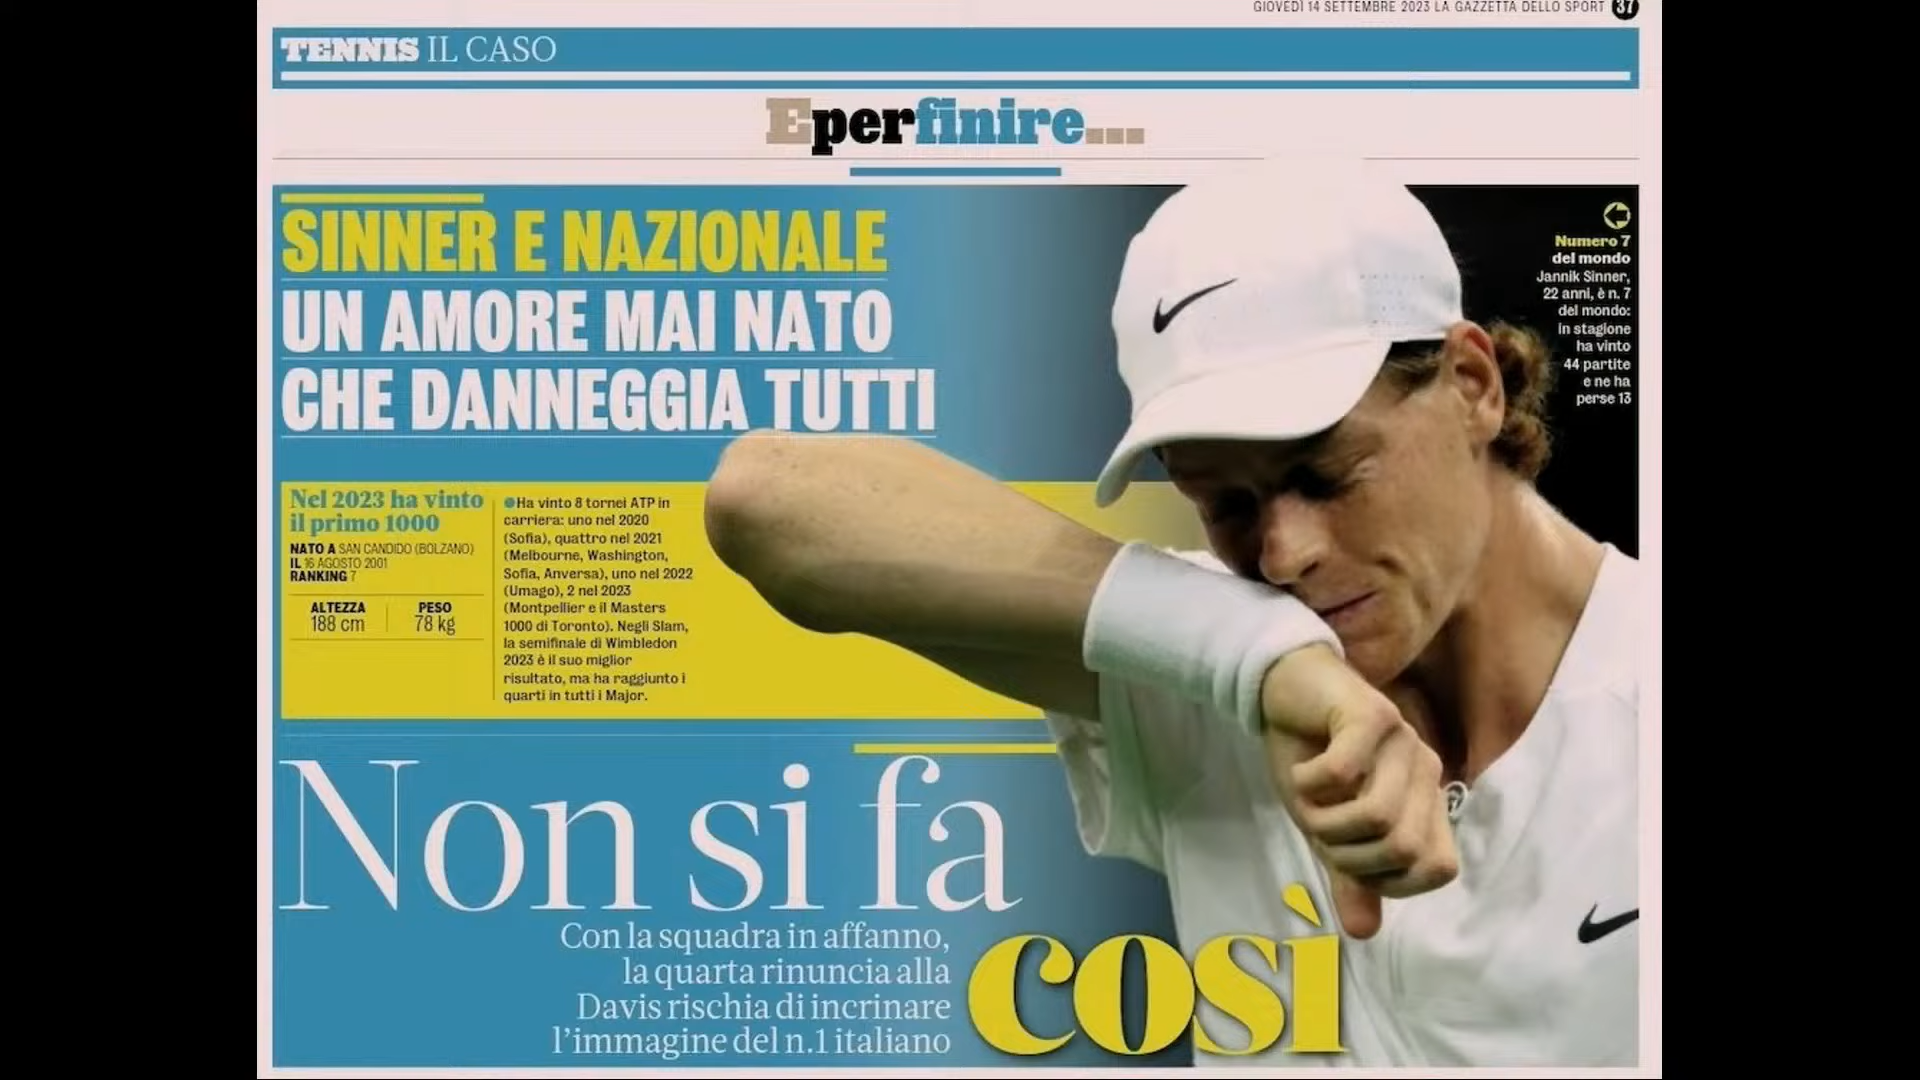 GIOVEDÌ 14 SETTEMBRE 2023 LA GAZZETTA DELLO SPORT 37
TENNIS IL CASO
Eperfinire...
SINNER E NAZIONALE
UN AMORE MAI NATO
CHE DANNEGGIA TUTTI
Numero 7
del mondo
Jannik Sinner,
22 anni, è n. 7
del mondo:
in stagione
ha vinto
44 partite
e ne ha
perse 13
Nel 2023 ha vinto
il primo 1000
NATO A SAN CANDIDO (BOLZANO)
IL 16 AGOSTO 2001
RANKING 7
ALTEZZA PESO
188 cm 78 kg
●Ha vinto 8 tornei ATP in
carriera: uno nel 2020
(Sofia), quattro nel 2021
(Melbourne, Washington,
Sofia, Anversa), uno nel 2022
(Umago), 2 nel 2023
(Montpellier e il Masters
1000 di Toronto). Negli Slam,
la semifinale di Wimbledon
2023 è il suo miglior
risultato, ma ha raggiunto i
quarti in tutti i Major.
Non si fa
così
Con la squadra in affanno,
la quarta rinuncia alla
Davis rischia di incrinare
l'immagine del n.1 italiano